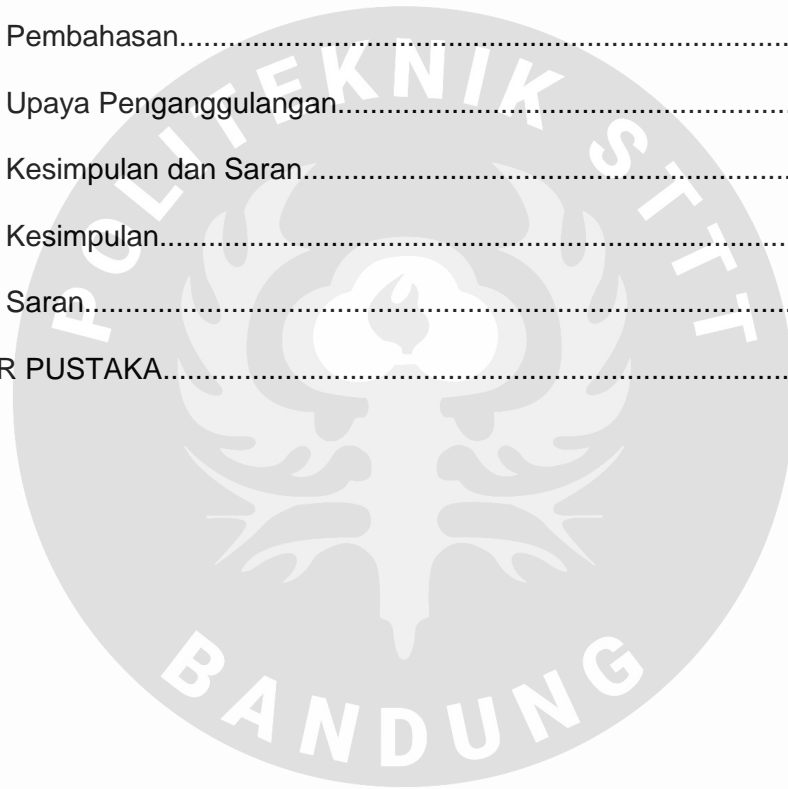 Pembahasan........................................................................
Upaya Penganggulangan........................................................................
Kesimpulan dan Saran........................................................................
Kesimpulan........................................................................
Saran........................................................................
R PUSTAKA........................................................................
POLITEKNIK STTT
BANDUNG